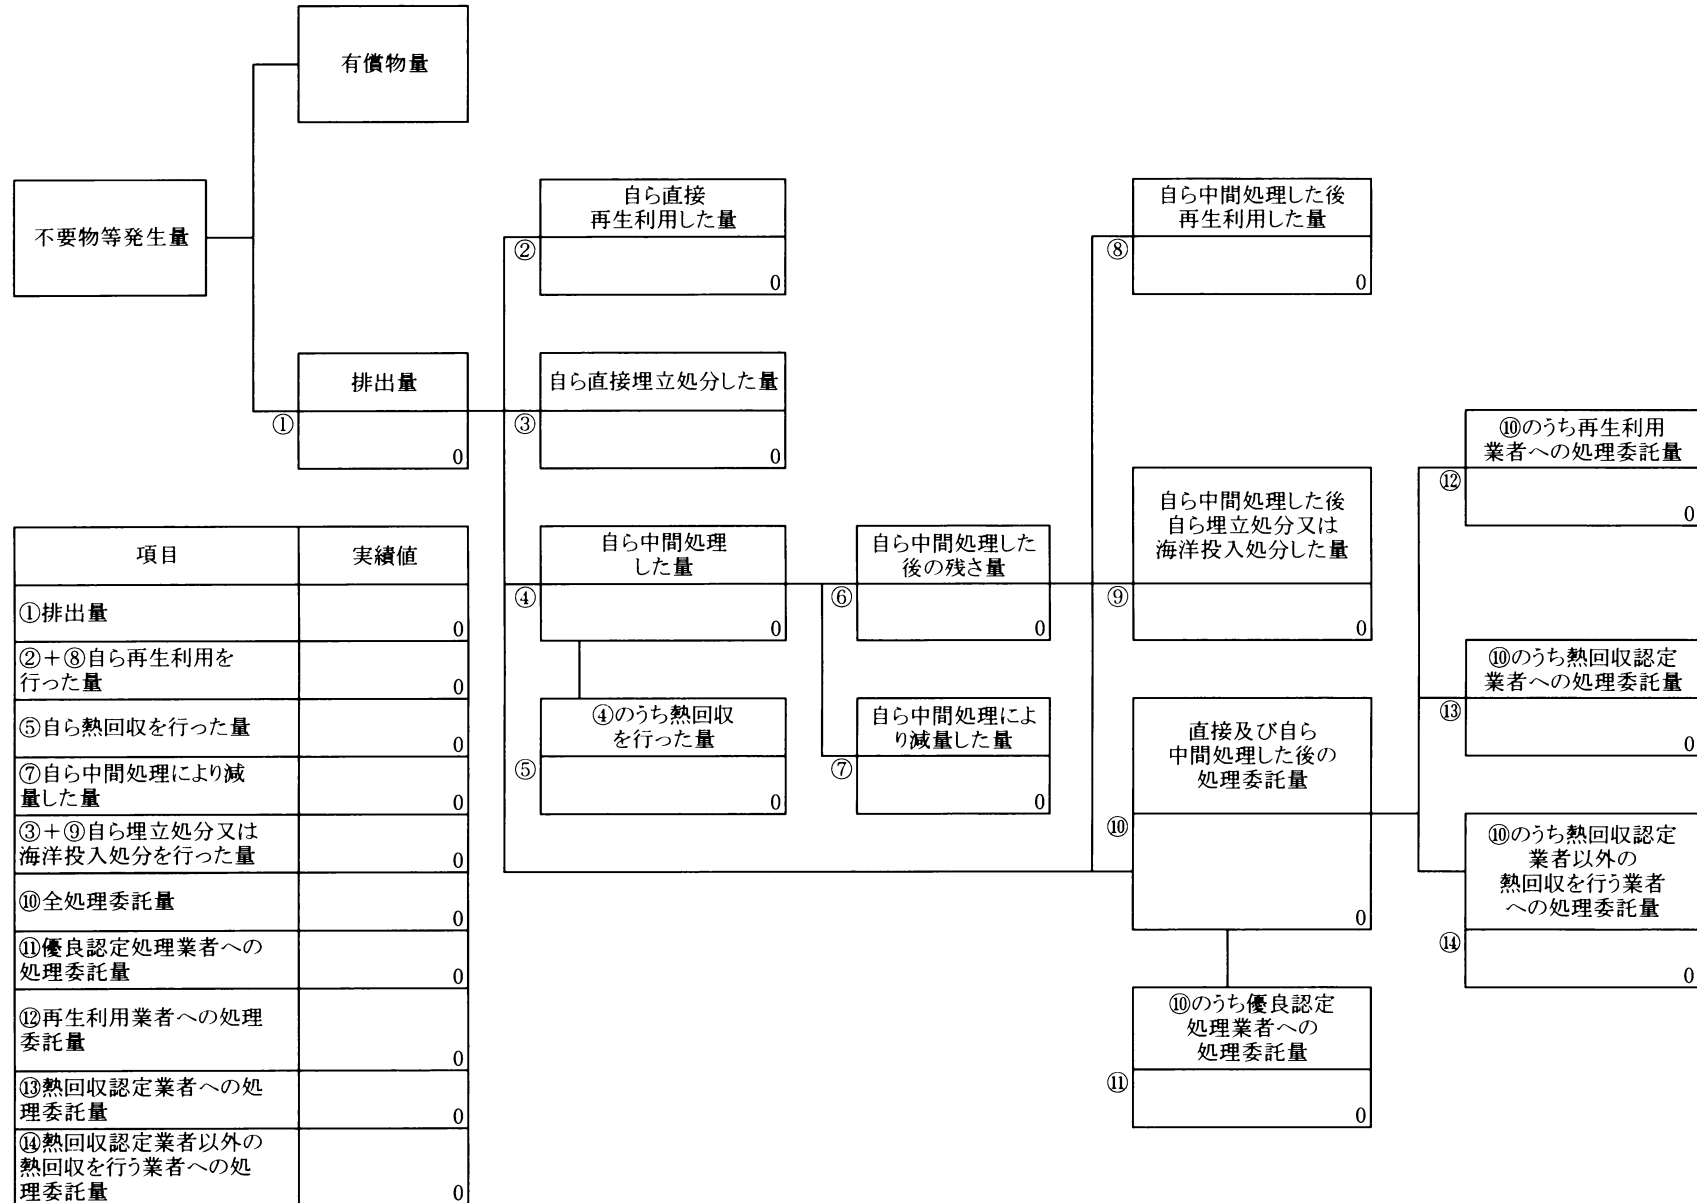 有償物量
不要物等発生量
排出量
①
0
自ら直接
再生利用した量
②
0
自ら直接埋立処分した量
③
0
自ら中間処理
した量
④
0
④のうち熱回収
を行った量
⑤
0
自ら中間処理した
後の残さ量
⑥
0
自ら中間処理によ
り減量した量
⑦
0
自ら中間処理した後
再生利用した量
⑧
0
自ら中間処理した後
自ら埋立処分又は
海洋投入処分した量
⑨
0
直接及び自ら
中間処理した後の
処理委託量
⑩
0
⑩のうち優良認定
処理業者への
処理委託量
⑪
0
⑩のうち再生利用
業者への処理委託量
⑫
0
⑩のうち熱回収認定
業者への処理委託量
⑬
0
⑩のうち熱回収認定
業者以外の
熱回収を行う業者
への処理委託量
⑭
0
項目 実績値
①排出量
0
②+⑧自ら再生利用を
行った量
0
⑤自ら熱回収を行った量
0
⑦自ら中間処理により減
量した量
0
③+⑨自ら埋立処分又は
海洋投入処分を行った量
0
⑩全処理委託量
0
⑪優良認定処理業者への
処理委託量
0
⑫再生利用業者への処理
委託量
0
⑬熱回収認定業者への処
理委託量
0
⑭熱回収認定業者以外の
熱回収を行う業者への処
理委託量
0